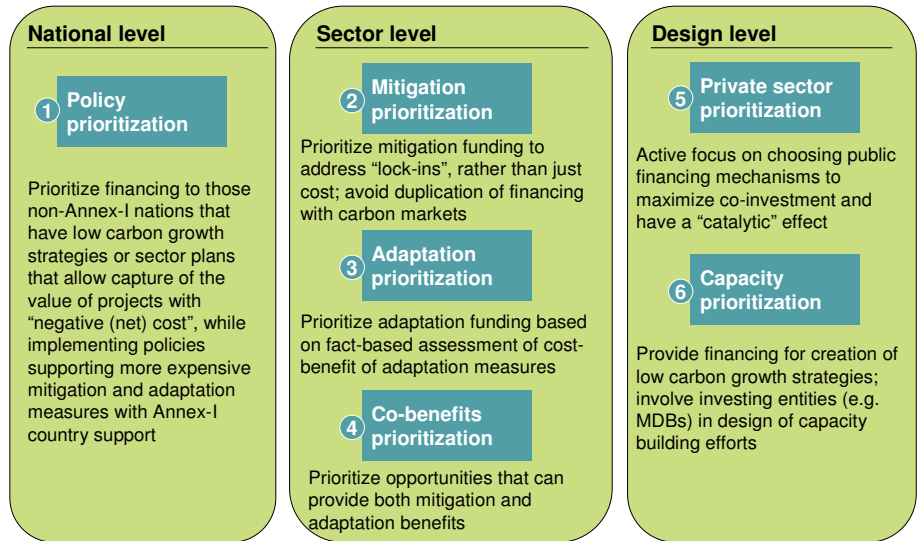 National level
1 Policy
prioritization
Prioritize financing to those
non-Annex-I nations that
have low carbon growth
strategies or sector plans
that allow capture of the
value of projects with
“negative (net) cost”, while
implementing policies
supporting more expensive
mitigation and adaptation
measures with Annex-I
country support
Sector level
2 Mitigation
prioritization
Prioritize mitigation funding to
address “lock-ins”, rather than just
cost; avoid duplication of financing
with carbon markets
3 Adaptation
prioritization
Prioritize adaptation funding based
on fact-based assessment of cost-
benefit of adaptation measures
4 Co-benefits
prioritization
Prioritize opportunities that can
provide both mitigation and
adaptation benefits
Design level
5 Private sector
prioritization
Active focus on choosing public
financing mechanisms to
maximize co-investment and
have a “catalytic” effect
6 Capacity
prioritization
Provide financing for creation of
low carbon growth strategies;
involve investing entities (e.g.
MDBs) in design of capacity
building efforts